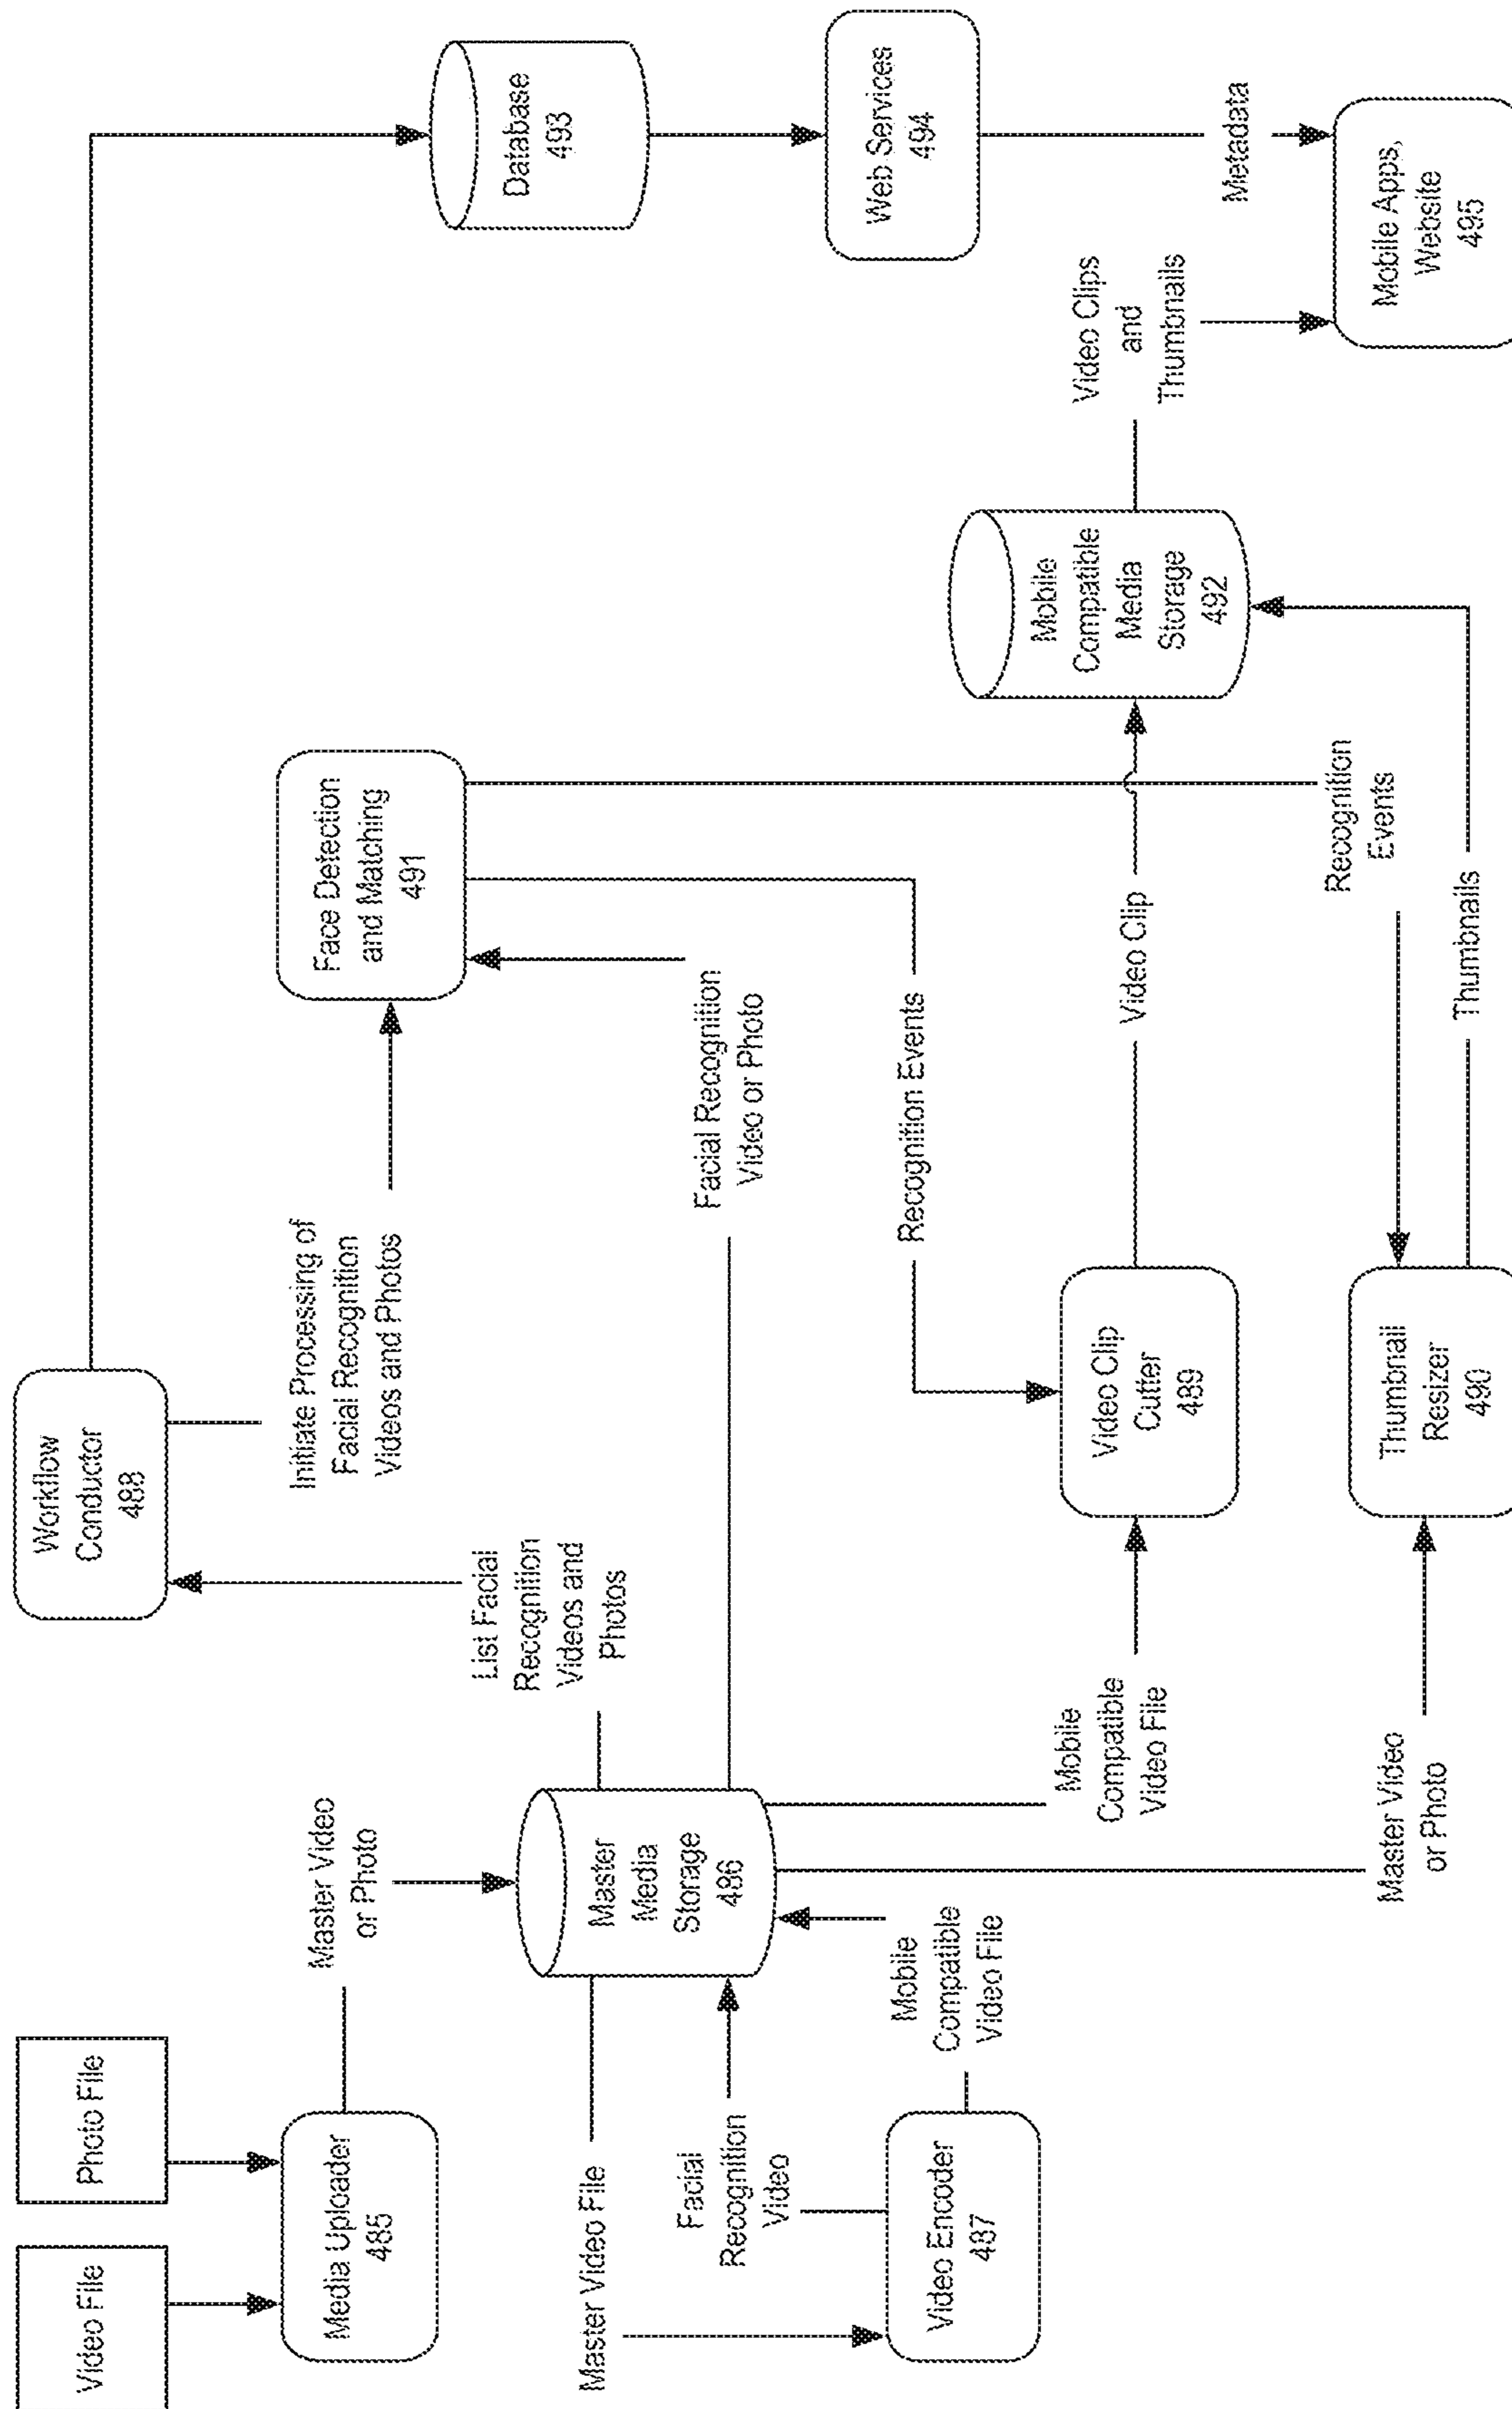 Video File
Photo File
Media Uploader
485
Master Video
or Photo
Master Video File
Facial
Recognition
Video
Video Encoder
487
Mobile
Compatible
Video File
Master
Media
Storage
486
List Facial
Recognition
Videos and
Photos
Workflow
Conductor
488
Initiate Processing of
Facial Recognition
Videos and Photos
Face Detection
and Matching
491
Facial Recognition
Video or Photo
Recognition Events
Mobile
Compatible
Video File
Video Clip
Cutter
489
Video Clip
Master Video
or Photo
Thumbnail
Resizer
490
Recognition
Events
Thumbnails
Mobile
Compatible
Media
Storage
492
Video Clips
and
Thumbnails
Database
493
Web Services
494
Metadata
Mobile Apps,
Website
495